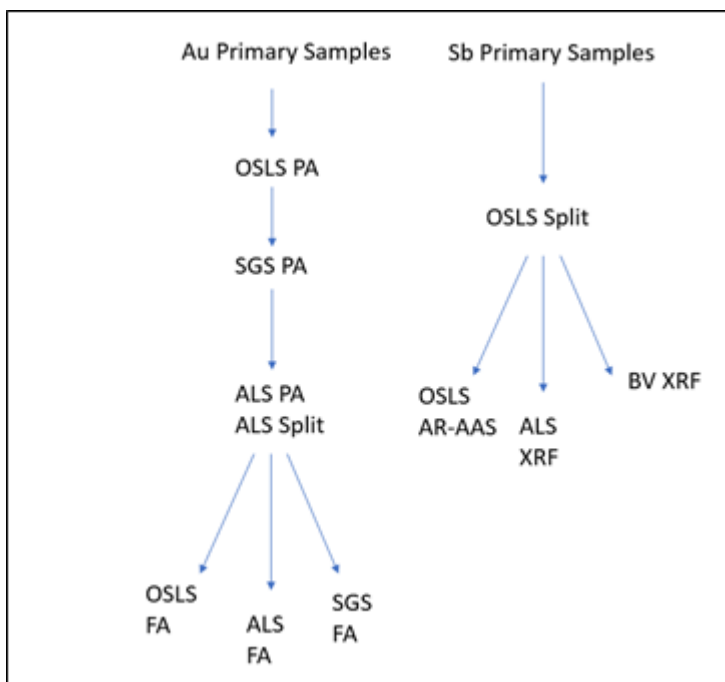 Au Primary Samples
Sb Primary Samples
OSLS PA
OSLS Split
SGS PA
ALS PA
ALS Split
OSLS
AR-AAS
ALS
XRF
BV XRF
OSLS
FA
ALS
FA
SGS
FA